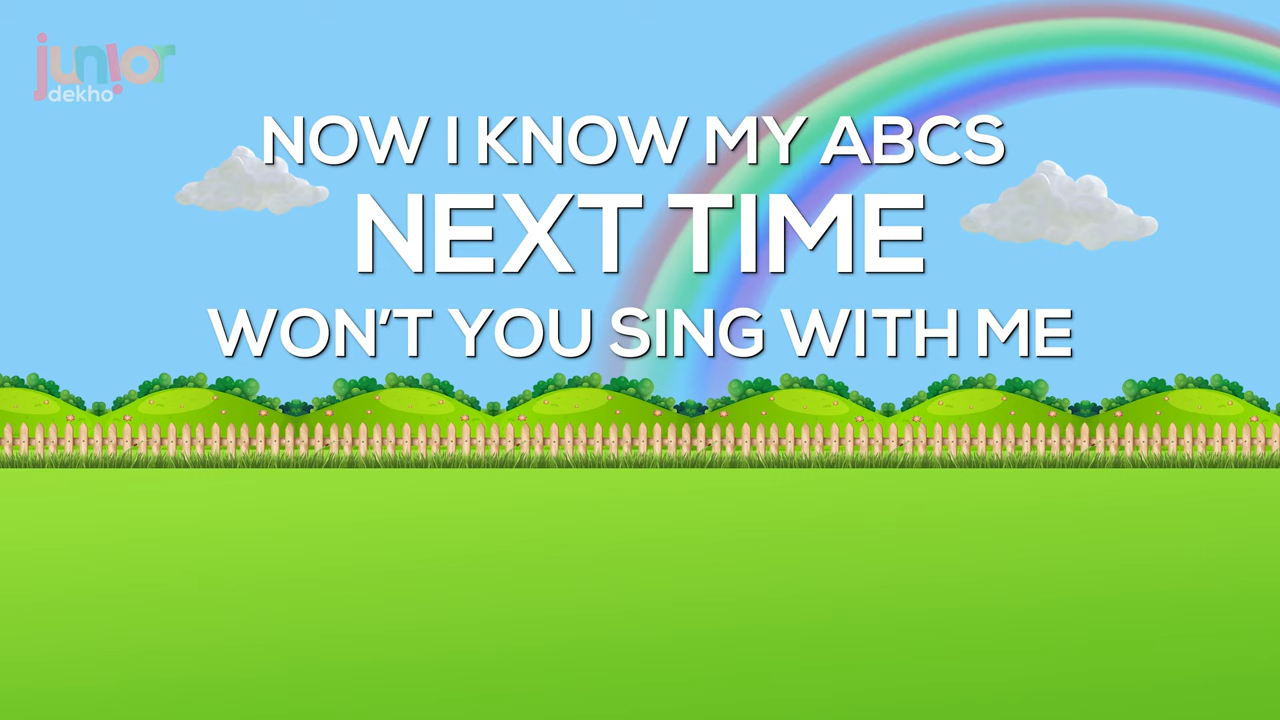 junior
dekho
NOW I KNOW MY ABCS
NEXT TIME
WON'T YOU SING WITH ME